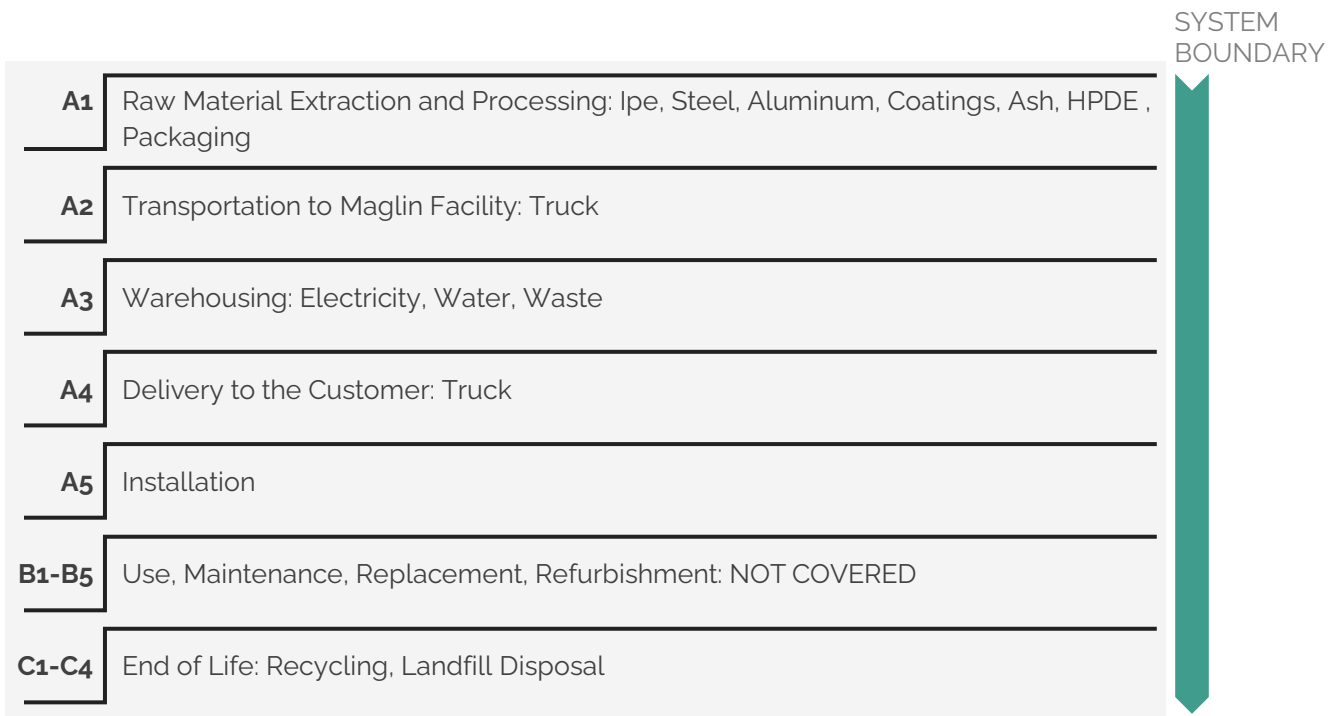 SYSTEM
BOUNDARY
A1 Raw Material Extraction and Processing: Ipe, Steel, Aluminum, Coatings, Ash, HPDE ,
Packaging
A2 Transportation to Maglin Facility: Truck
A3 Warehousing: Electricity, Water, Waste
A4 Delivery to the Customer: Truck
A5 Installation
B1-B5 Use, Maintenance, Replacement, Refurbishment: NOT COVERED
C1-C4 End of Life: Recycling, Landfill Disposal